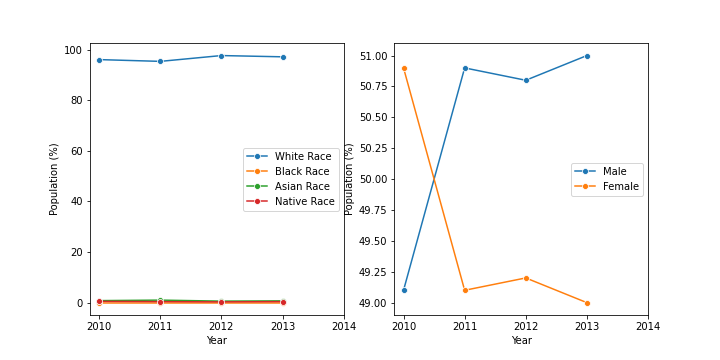 100
80
60
40
20
0
Population (%)
2010 2011 2012 2013 2014
Year
White Race
Black Race
Asian Race
Native Race
51.00
50.75
50.50
50.25
50.00
49.75
49.50
49.25
49.00
Population (%)
2010 2011 2012 2013 2014
Year
Male
Female